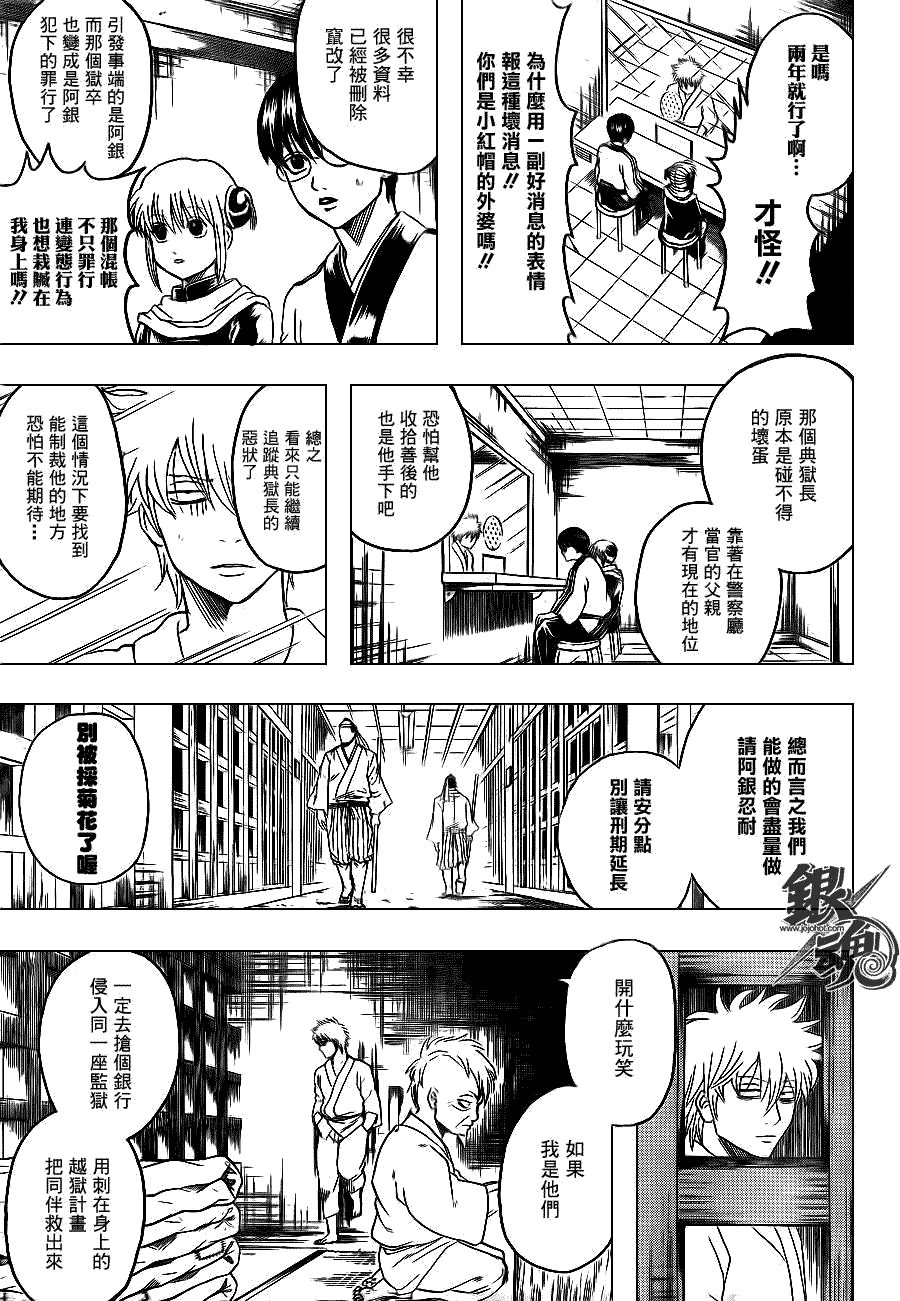 是嗎
兩年就行了啊…
才怪!!
為什麼用一副好消息的表情
報這種壞消息!!
你們是小紅帽的外婆嗎!!
很不幸
很多資料
已經被刪除
竄改了
引發事端的是阿銀
而那個獄卒
也變成是阿銀
犯下的罪行了
那個混帳
不只罪行
連變態行為
也想栽贓在
我身上嗎!!
那個典獄長
原本是碰不得
的壞蛋
靠著在警察廳
當官的父親
才有現在的地位
恐怕幫他
收拾善後的
也是他手下吧
總之
看來只能繼續
追蹤典獄長的
惡狀了
這個情況下要找到
能制裁他的地方
恐怕不能期待…
總而言之我們
能做的會盡量做
請阿銀忍耐
請安分點
別讓刑期延長
別被採菊花了喔
銀魂
www.jojohot.com
開什麼玩笑
如果
我是他們
一定去搶個銀行
侵入同一座監獄
用刺在身上的
越獄計畫
把同伴救出來